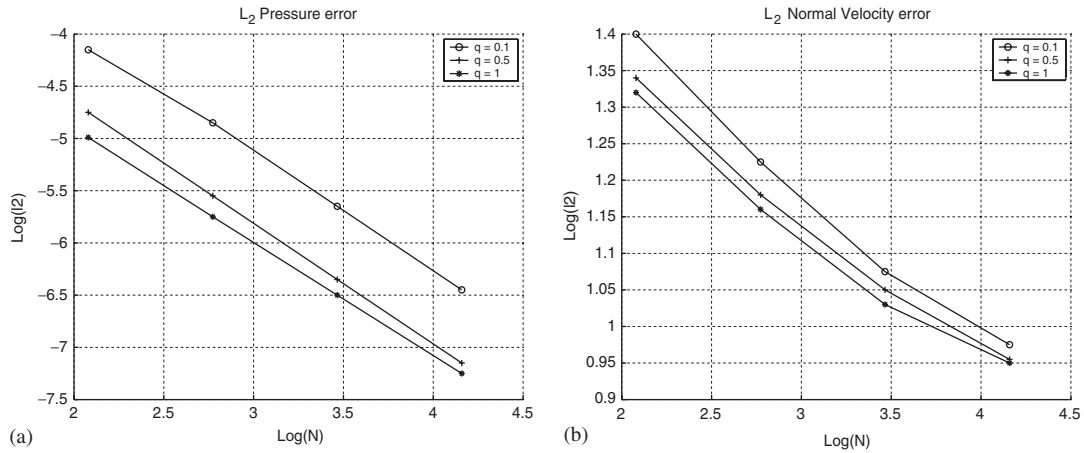 L₂ Pressure error
−4
−4.5
−5
−5.5
−6
−6.5
−7
−7.5
Log(l2)
2
2.5
3
3.5
4
4.5
Log(N)
q = 0.1
q = 0.5
q = 1
(a)
L₂ Normal Velocity error
1.4
1.35
1.3
1.25
1.2
1.15
1.1
1.05
1
0.95
0.9
Log(l2)
2
2.5
3
3.5
4
4.5
Log(N)
q = 0.1
q = 0.5
q = 1
(b)